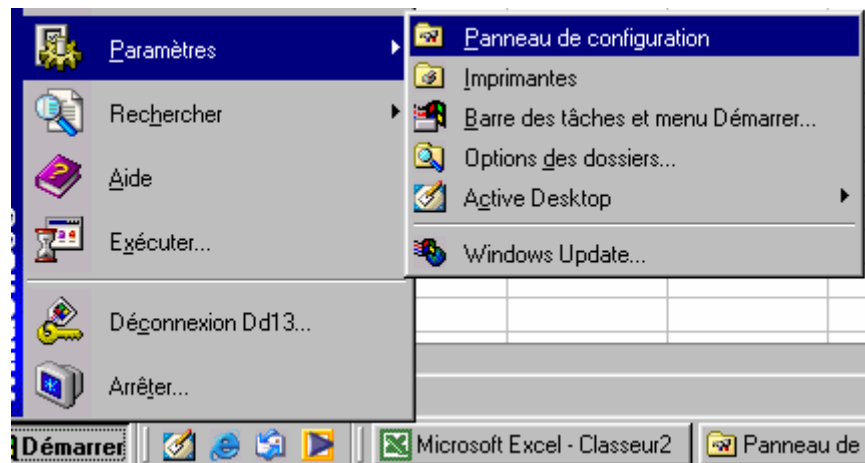 Paramètres
Rechercher
Aide
Exécuter...
Déconnexion Dd13...
Arrêter...
Panneau de configuration
Imprimantes
Barre des tâches et menu Démarrer...
Options des dossiers...
Active Desktop
Windows Update...
Démarrer
Microsoft Excel - Classeur2
Panneau de